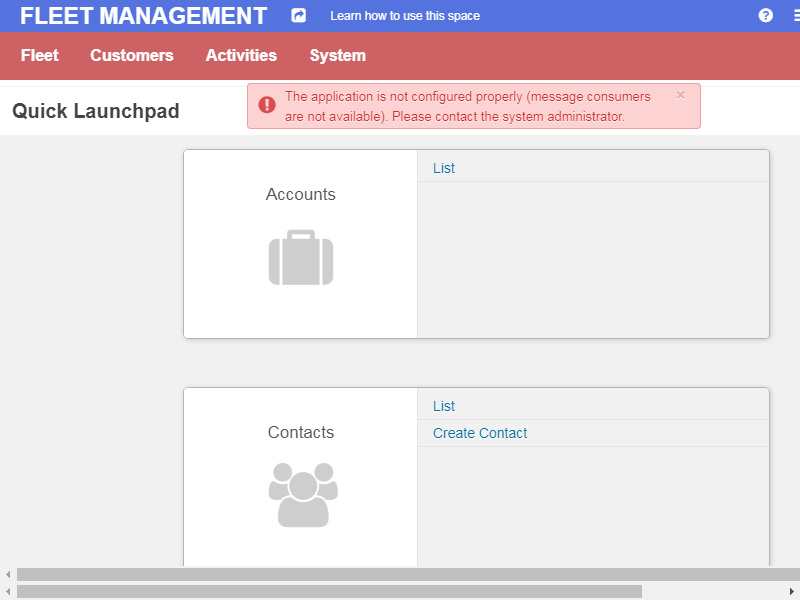 FLEET MANAGEMENT
Learn how to use this space
Fleet
Customers
Activities
System
The application is not configured properly (message consumers
are not available). Please contact the system administrator.
Quick Launchpad
Accounts
List
Contacts
List
Create Contact